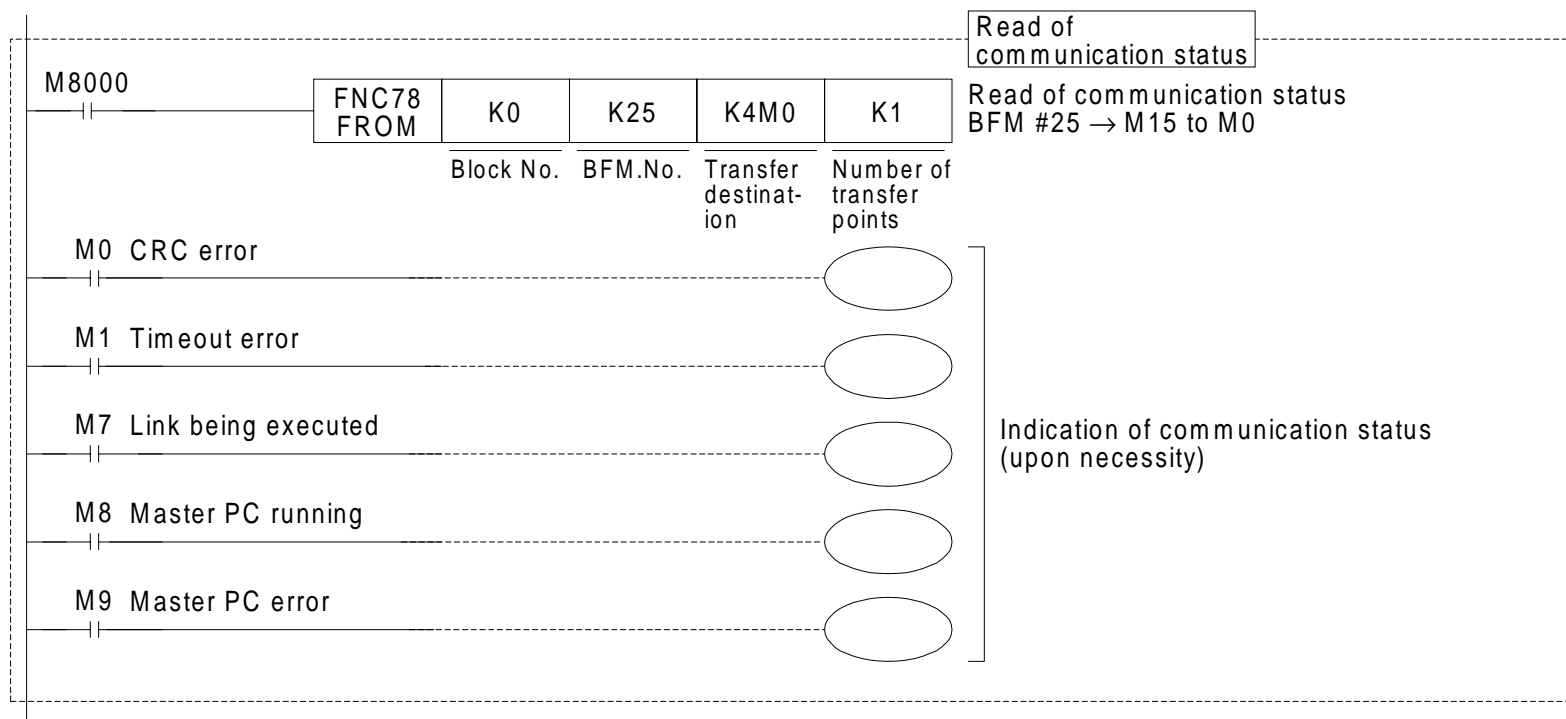 Read of
communication status
M8000
FNC78
FROM
K0
K25
K4M0
K1
Read of communication status
BFM #25 → M15 to M0
Block No.
BFM.No.
Transfer
destinat-
ion
Number of
transfer
points
M0 CRC error
M1 Timeout error
M7 Link being executed
M8 Master PC running
M9 Master PC error
Indication of communication status
(upon necessity)